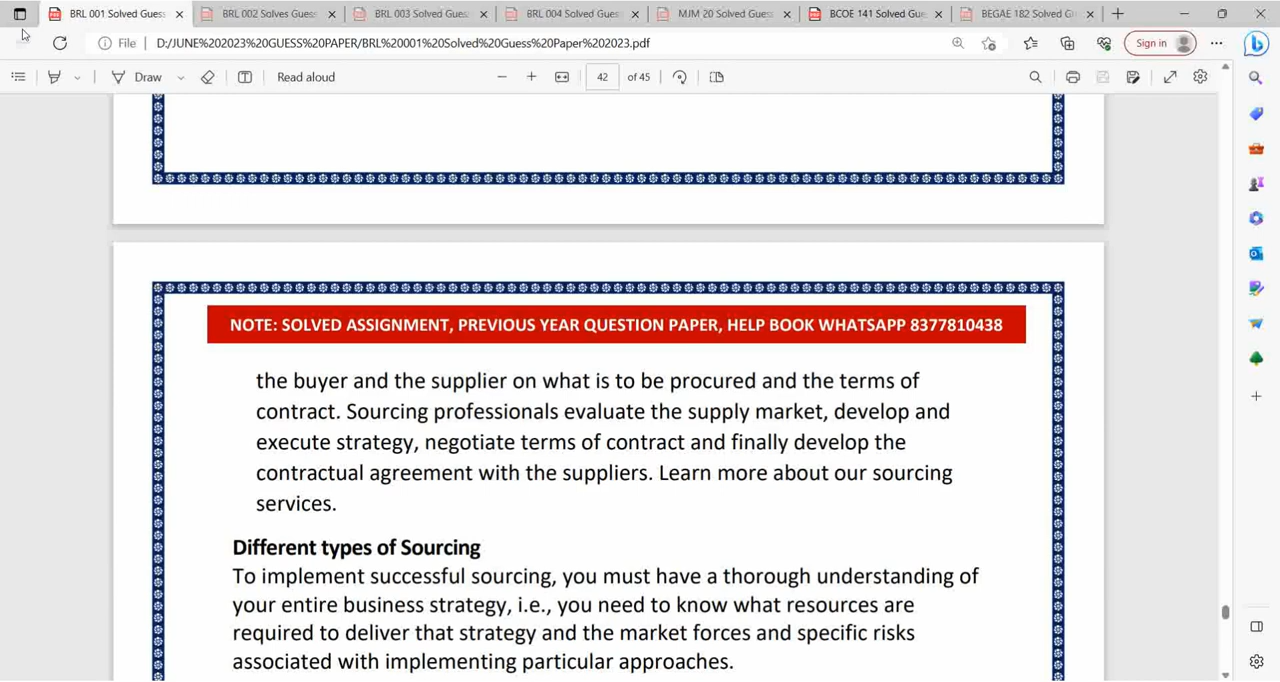 BRL 001 Solved Gues BRL 002 Solves Guess BRL 003 Solved Gues BRL 004 Solved Guess MJM 20 Solved Guess BCOE 141 Solved Gu BEGAE 182 Solved G
File D:/JUNE%202023%20GUESS%20PAPER/BRL%20001%20Solved%20Guess%20Paper%202023.pdf Sign in
Draw Read aloud 42 of 45
NOTE: SOLVED ASSIGNMENT, PREVIOUS YEAR QUESTION PAPER, HELP BOOK WHATSAPP 8377810438
the buyer and the supplier on what is to be procured and the terms of
contract. Sourcing professionals evaluate the supply market, develop and
execute strategy, negotiate terms of contract and finally develop the
contractual agreement with the suppliers. Learn more about our sourcing
services.
Different types of Sourcing
To implement successful sourcing, you must have a thorough understanding of
your entire business strategy, i.e., you need to know what resources are
required to deliver that strategy and the market forces and specific risks
associated with implementing particular approaches.